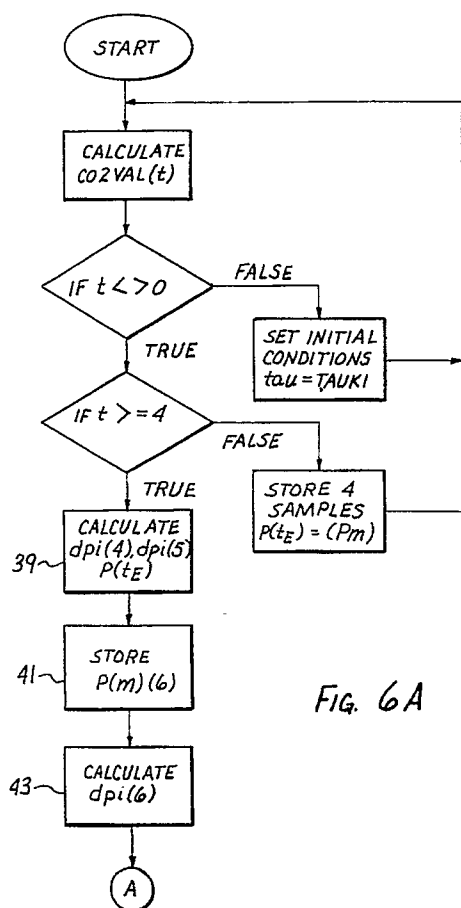 START
CALCULATE
CO2VAL(t)
IF t <> 0
FALSE
TRUE
SET INITIAL
CONDITIONS
tau = TAUKI
IF t >= 4
FALSE
TRUE
STORE 4
SAMPLES
P(tE) = (Pm)
39
CALCULATE
dpi(4), dpi(5)
P(tE)
41
STORE
P(m)(6)
43
CALCULATE
dpi(6)
A
FIG. 6A